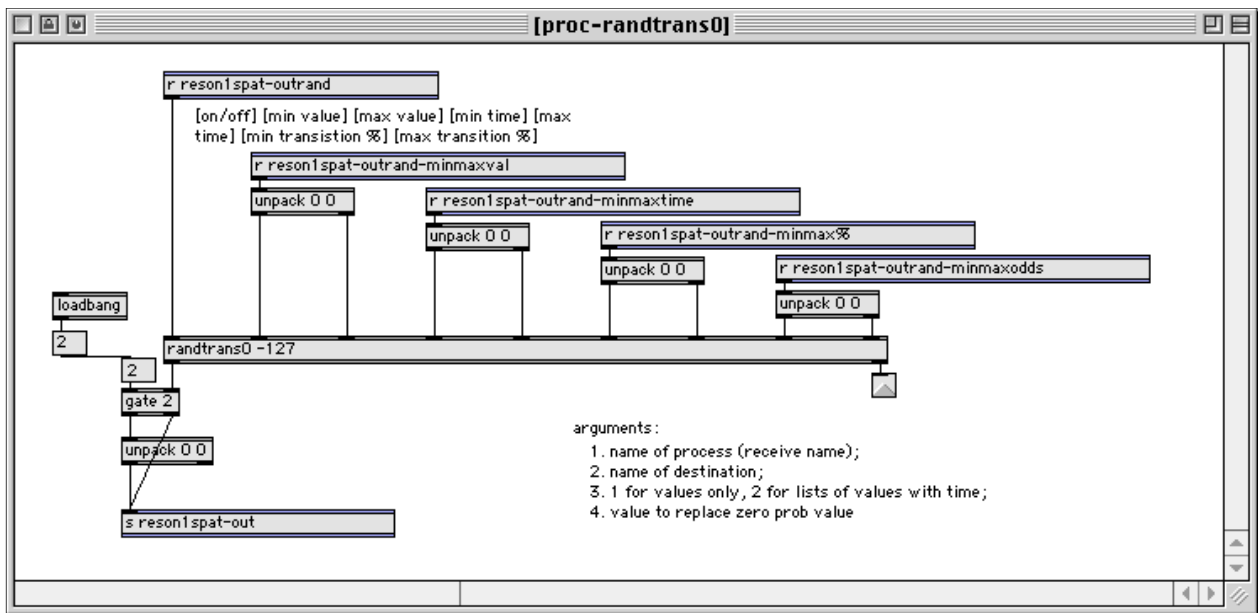 [proc-randtrans0]
r reson1spat-outrand
[on/off] [min value] [max value] [min time] [max
time] [min transistion %] [max transition %]
r reson1spat-outrand-minmaxval
unpack 0 0
r reson1spat-outrand-minmaxtime
unpack 0 0
r reson1spat-outrand-minmax%
unpack 0 0
r reson1spat-outrand-minmaxodds
unpack 0 0
loadbang
2
randtrans0 -127
2
gate 2
unpack 0 0
s reson1spat-out
arguments:
1. name of process (receive name);
2. name of destination;
3. 1 for values only, 2 for lists of values with time;
4. value to replace zero prob value